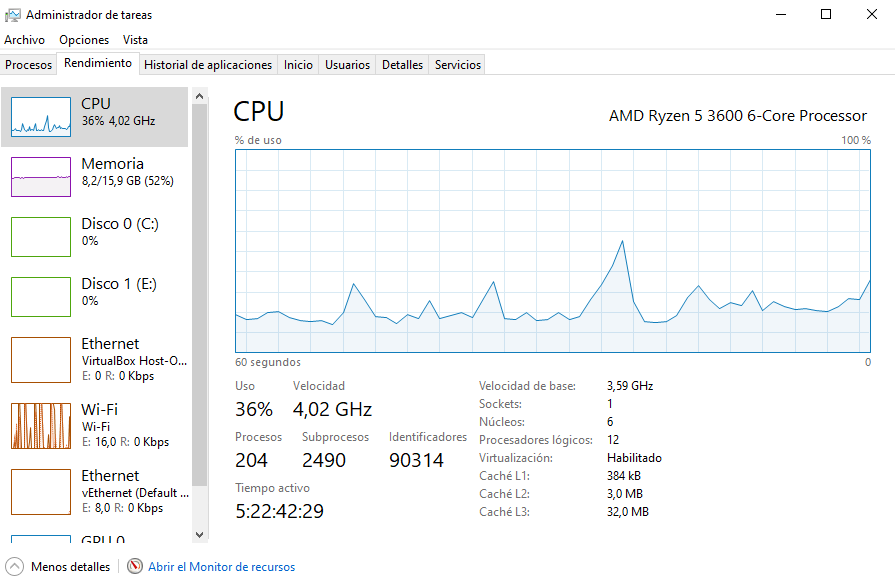 Administrador de tareas
Archivo Opciones Vista
Procesos Rendimiento Historial de aplicaciones Inicio Usuarios Detalles Servicios
CPU
36% 4,02 GHz
Memoria
8,2/15,9 GB (52%)
Disco 0 (C:)
0%
Disco 1 (E:)
0%
Ethernet
VirtualBox Host-O...
E: 0 R: 0 Kbps
Wi-Fi
Wi-Fi
E: 16,0 R: 0 Kbps
Ethernet
vEthernet (Default ...
E: 8,0 R: 0 Kbps
GPU 0
CPU
AMD Ryzen 5 3600 6-Core Processor
% de uso 100 %
60 segundos 0
Uso Velocidad
36% 4,02 GHz
Procesos Subprocesos Identificadores
204 2490 90314
Tiempo activo
5:22:42:29
Velocidad de base: 3,59 GHz
Sockets: 1
Núcleos: 6
Procesadores lógicos: 12
Virtualización: Habilitado
Caché L1: 384 kB
Caché L2: 3,0 MB
Caché L3: 32,0 MB
Menos detalles Abrir el Monitor de recursos